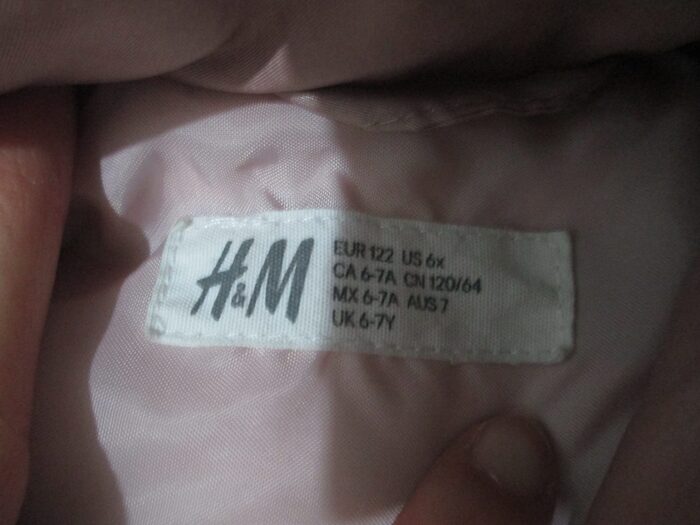 H&M
EUR 122 US 6x
CA 6-7A CN 120/64
MX 6-7A AUS 7
UK 6-7Y